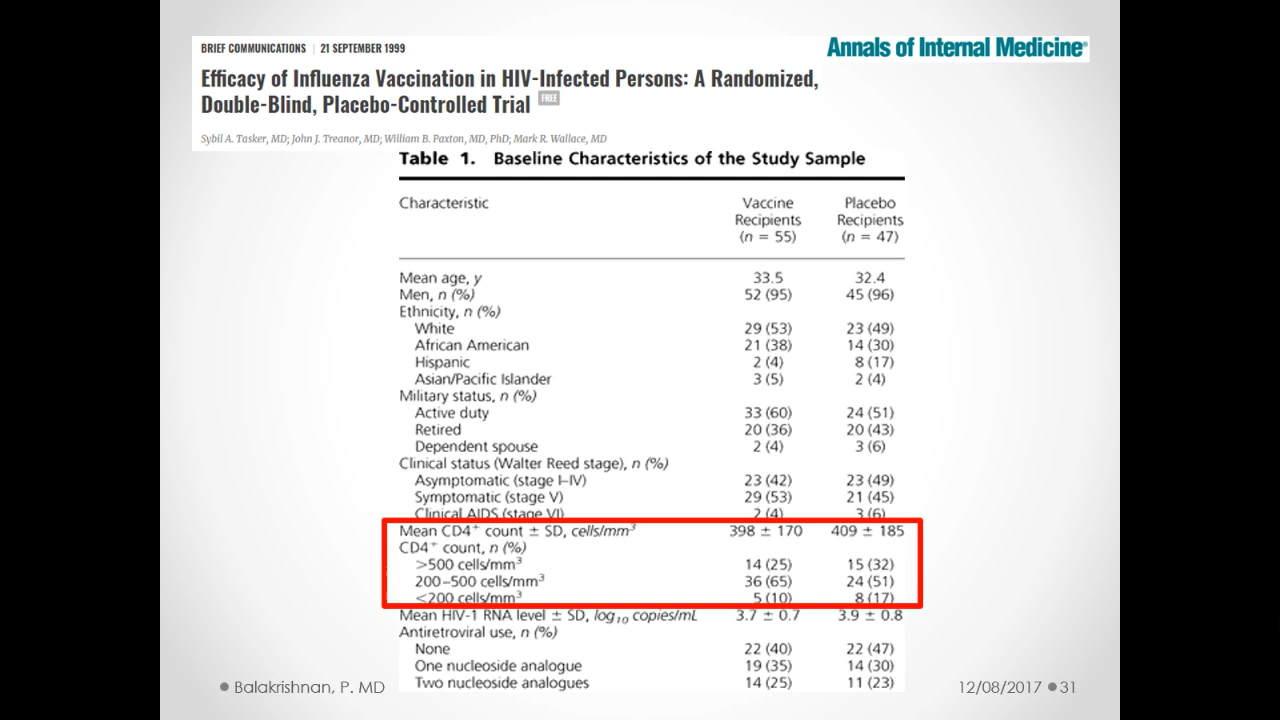 BRIEF COMMUNICATIONS | 21 SEPTEMBER 1999
Annals of Internal Medicine®
Efficacy of Influenza Vaccination in HIV-Infected Persons: A Randomized,
Double-Blind, Placebo-Controlled Trial FREE
Sybil A. Tasker, MD; John J. Treanor, MD; William B. Paxton, MD, PhD; Mark R. Wallace, MD
Table 1. Baseline Characteristics of the Study Sample
Characteristic Vaccine Recipients (n = 55) Placebo Recipients (n = 47)
Mean age, y 33.5 32.4
Men, n (%) 52 (95) 45 (96)
Ethnicity, n (%)
White 29 (53) 23 (49)
African American 21 (38) 14 (30)
Hispanic 2 (4) 8 (17)
Asian/Pacific Islander 3 (5) 2 (4)
Military status, n (%)
Active duty 33 (60) 24 (51)
Retired 20 (36) 20 (43)
Dependent spouse 2 (4) 3 (6)
Clinical status (Walter Reed stage), n (%)
Asymptomatic (stage I–IV) 23 (42) 23 (49)
Symptomatic (stage V) 29 (53) 21 (45)
Clinical AIDS (stage VI) 2 (4) 3 (6)
Mean CD4⁺ count ± SD, cells/mm³ 398 ± 170 409 ± 185
CD4⁺ count, n (%)
>500 cells/mm³ 14 (25) 15 (32)
200–500 cells/mm³ 36 (65) 24 (51)
<200 cells/mm³ 5 (10) 8 (17)
Mean HIV-1 RNA level ± SD, log₁₀ copies/mL 3.7 ± 0.7 3.9 ± 0.8
Antiretroviral use, n (%)
None 22 (40) 22 (47)
One nucleoside analogue 19 (35) 14 (30)
Two nucleoside analogues 14 (25) 11 (23)
Balakrishnan, P. MD
12/08/2017 31